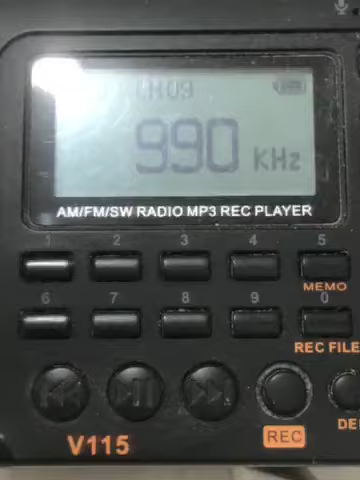 CH09
990 KHz
AM/FM/SW RADIO MP3 REC PLAYER
1 2 3 4 5
MEMO
6 7 8 9 0
REC FILE
DEL
V115
REC